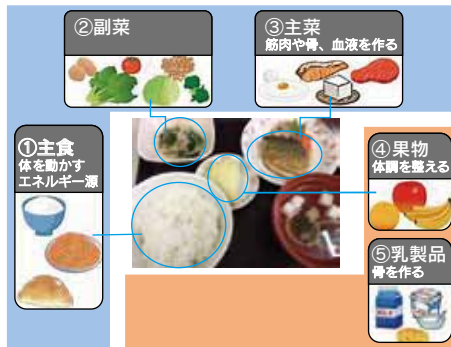 ②副菜
③主菜
筋肉や骨、血液を作る
①主食
体を動かす
エネルギー源
④果物
体調を整える
⑤乳製品
骨を作る